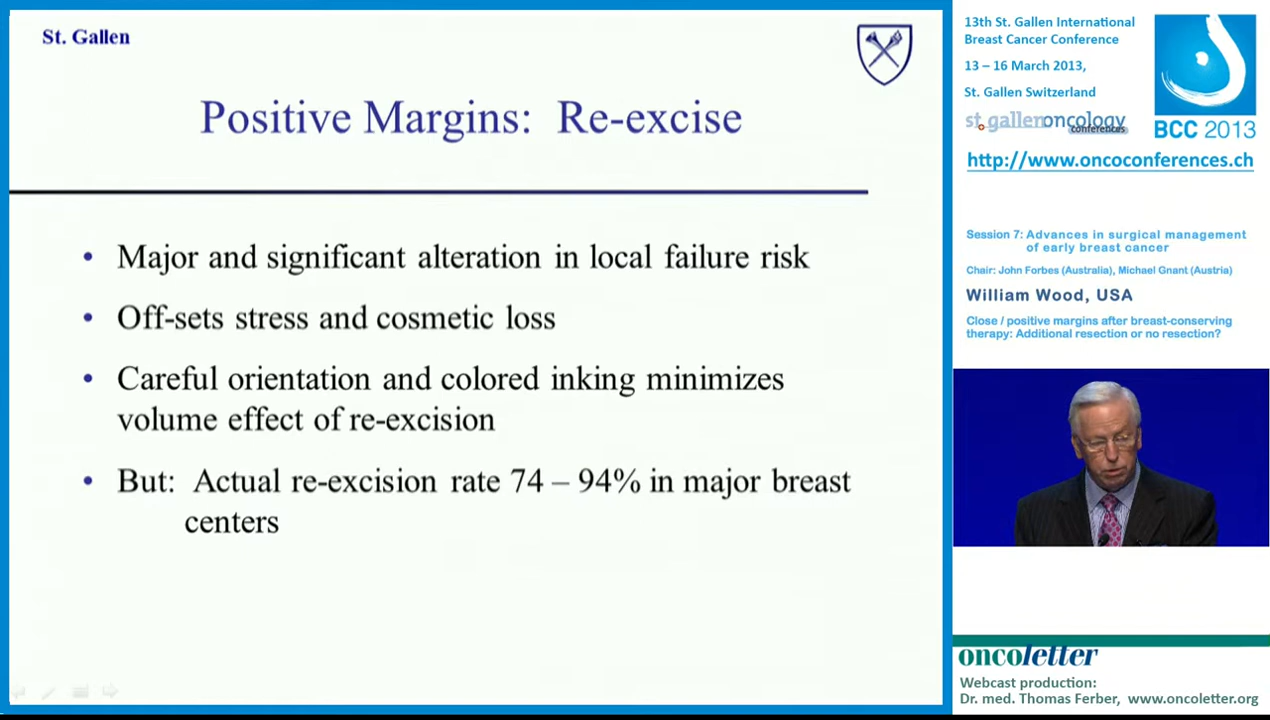 St. Gallen
Positive Margins: Re-excise
• Major and significant alteration in local failure risk
• Off-sets stress and cosmetic loss
• Careful orientation and colored inking minimizes
volume effect of re-excision
• But: Actual re-excision rate 74 – 94% in major breast
centers
13th St. Gallen International
Breast Cancer Conference
13 – 16 March 2013,
St. Gallen Switzerland
st.gallenoncology
conferences
BCC 2013
http://www.oncoconferences.ch
Session 7: Advances in surgical management
of early breast cancer
Chair: John Forbes (Australia), Michael Gnant (Austria)
William Wood, USA
Close / positive margins after breast-conserving
therapy: Additional resection or no resection?
oncoletter
Webcast production:
Dr. med. Thomas Ferber, www.oncoletter.org